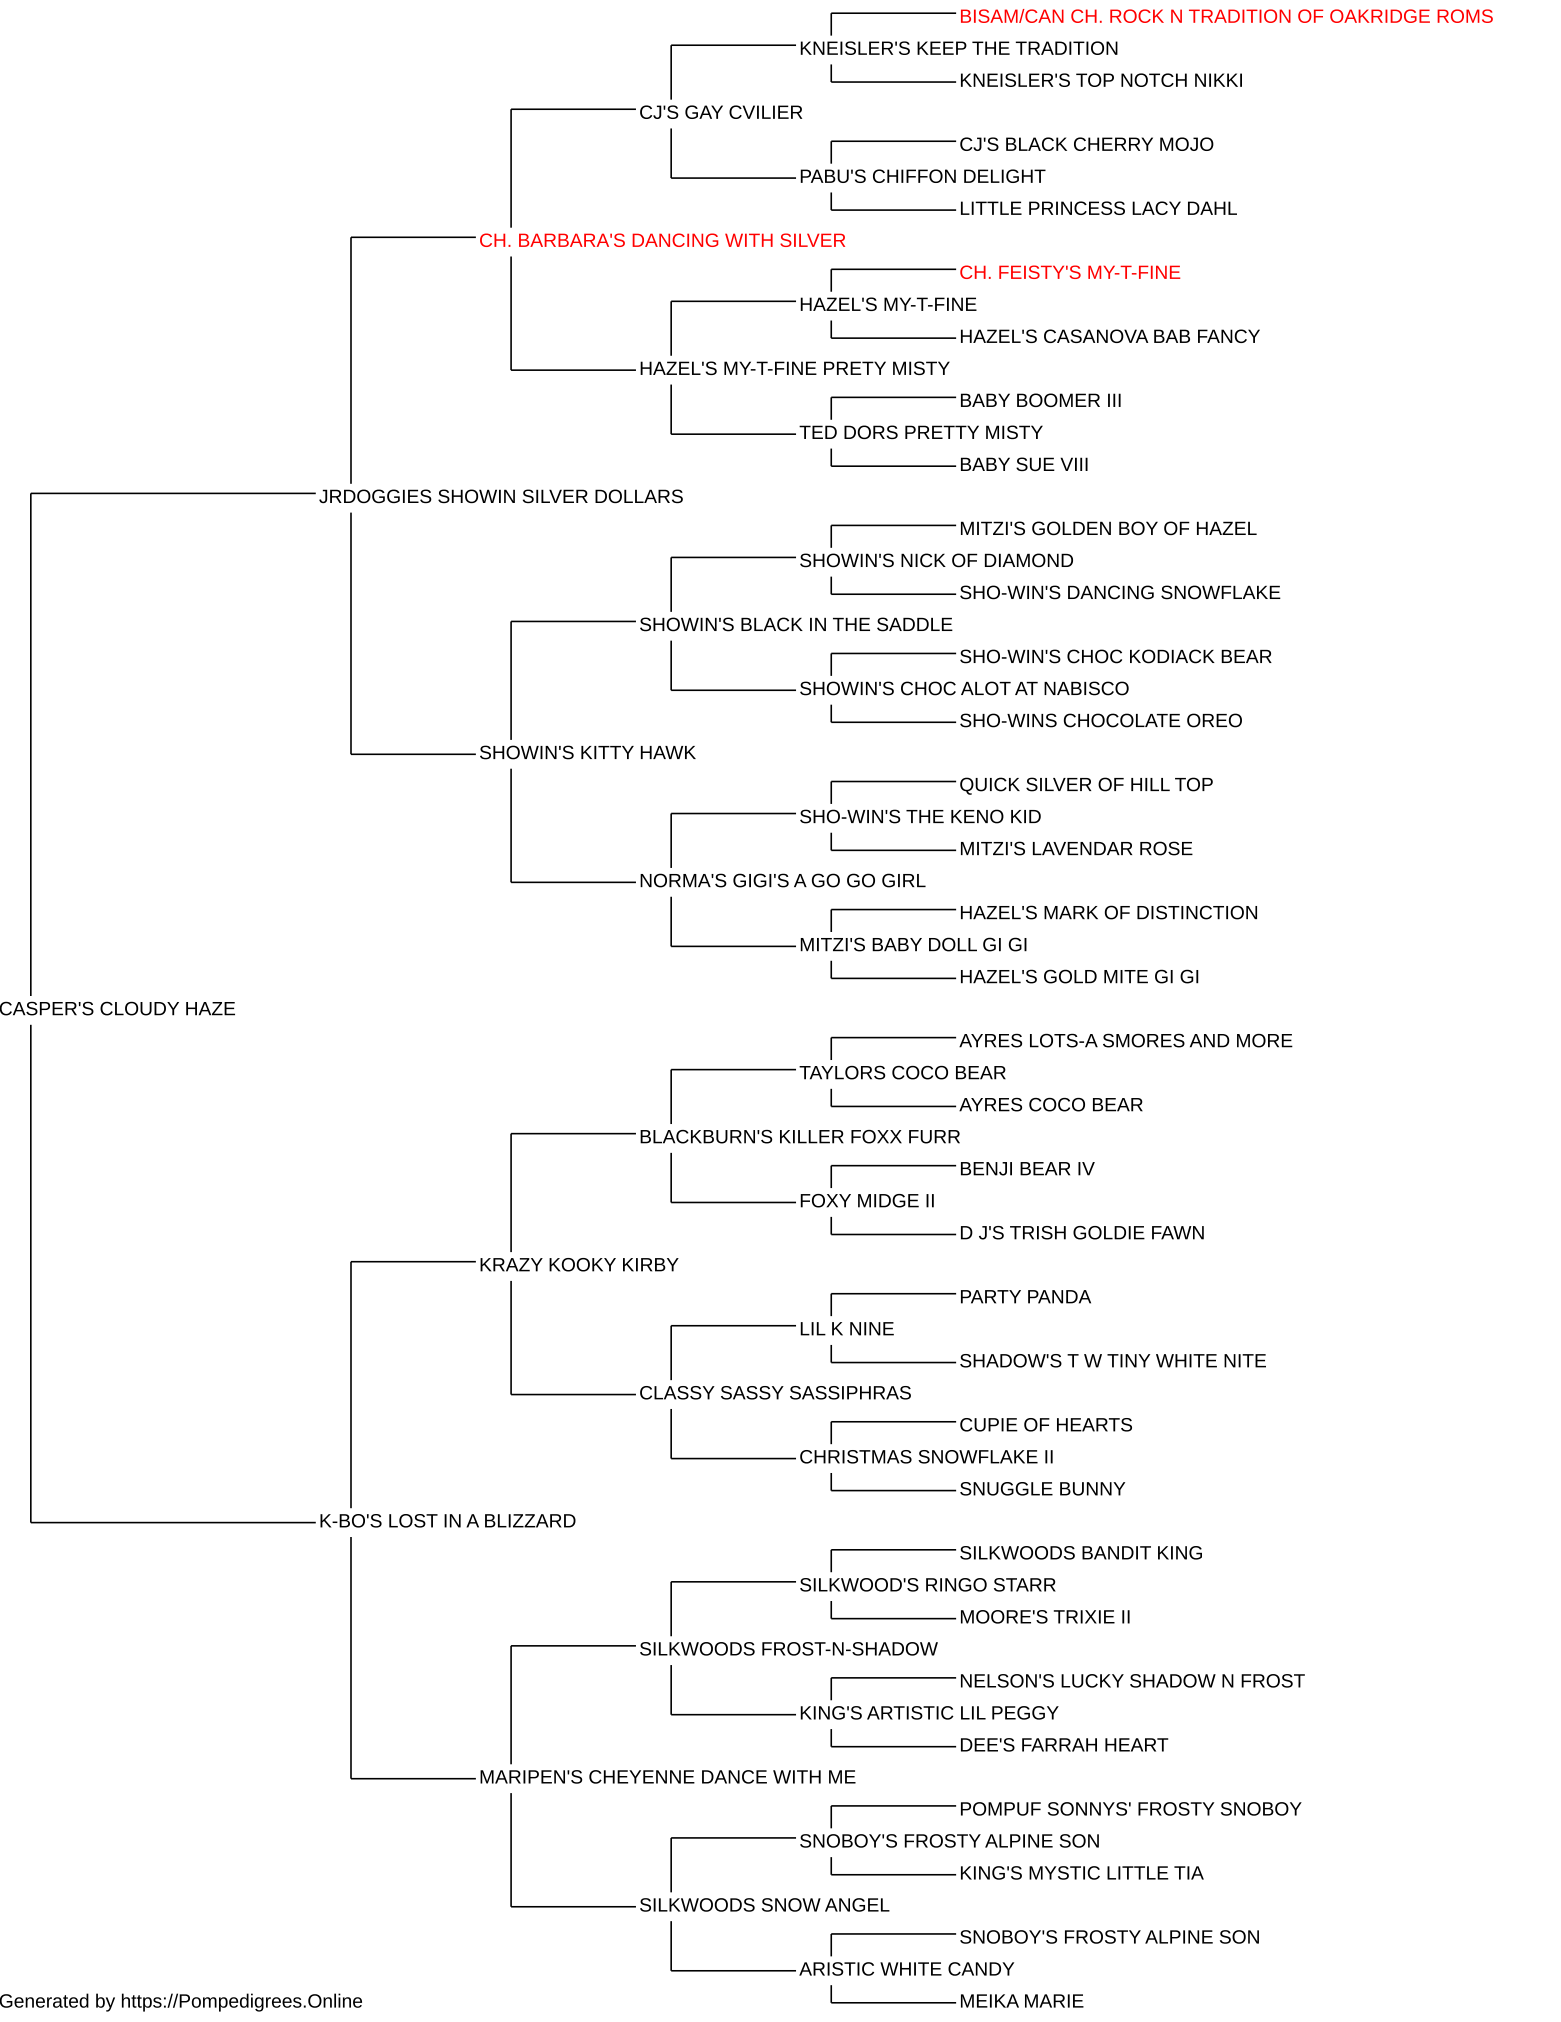 BISAM/CAN CH. ROCK N TRADITION OF OAKRIDGE ROMS
KNEISLER'S KEEP THE TRADITION
KNEISLER'S TOP NOTCH NIKKI
CJ'S GAY CVILIER
CJ'S BLACK CHERRY MOJO
PABU'S CHIFFON DELIGHT
LITTLE PRINCESS LACY DAHL
CH. BARBARA'S DANCING WITH SILVER
CH. FEISTY'S MY-T-FINE
HAZEL'S MY-T-FINE
HAZEL'S CASANOVA BAB FANCY
HAZEL'S MY-T-FINE PRETY MISTY
BABY BOOMER III
TED DORS PRETTY MISTY
BABY SUE VIII
JRDOGGIES SHOWIN SILVER DOLLARS
MITZI'S GOLDEN BOY OF HAZEL
SHOWIN'S NICK OF DIAMOND
SHO-WIN'S DANCING SNOWFLAKE
SHOWIN'S BLACK IN THE SADDLE
SHO-WIN'S CHOC KODIACK BEAR
SHOWIN'S CHOC ALOT AT NABISCO
SHO-WINS CHOCOLATE OREO
SHOWIN'S KITTY HAWK
QUICK SILVER OF HILL TOP
SHO-WIN'S THE KENO KID
MITZI'S LAVENDAR ROSE
NORMA'S GIGI'S A GO GO GIRL
HAZEL'S MARK OF DISTINCTION
MITZI'S BABY DOLL GI GI
HAZEL'S GOLD MITE GI GI
CASPER'S CLOUDY HAZE
AYRES LOTS-A SMORES AND MORE
TAYLORS COCO BEAR
AYRES COCO BEAR
BLACKBURN'S KILLER FOXX FURR
BENJI BEAR IV
FOXY MIDGE II
D J'S TRISH GOLDIE FAWN
KRAZY KOOKY KIRBY
PARTY PANDA
LIL K NINE
SHADOW'S T W TINY WHITE NITE
CLASSY SASSY SASSIPHRAS
CUPIE OF HEARTS
CHRISTMAS SNOWFLAKE II
SNUGGLE BUNNY
K-BO'S LOST IN A BLIZZARD
SILKWOODS BANDIT KING
SILKWOOD'S RINGO STARR
MOORE'S TRIXIE II
SILKWOODS FROST-N-SHADOW
NELSON'S LUCKY SHADOW N FROST
KING'S ARTISTIC LIL PEGGY
DEE'S FARRAH HEART
MARIPEN'S CHEYENNE DANCE WITH ME
POMPUF SONNYS' FROSTY SNOBOY
SNOBOY'S FROSTY ALPINE SON
KING'S MYSTIC LITTLE TIA
SILKWOODS SNOW ANGEL
SNOBOY'S FROSTY ALPINE SON
ARISTIC WHITE CANDY
MEIKA MARIE
Generated by https://Pompedigrees.Online